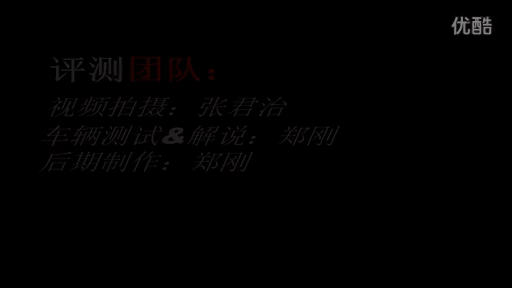 优酷
评测团队：
视频拍摄：张君治
车辆测试&解说：郑刚
后期制作：郑刚